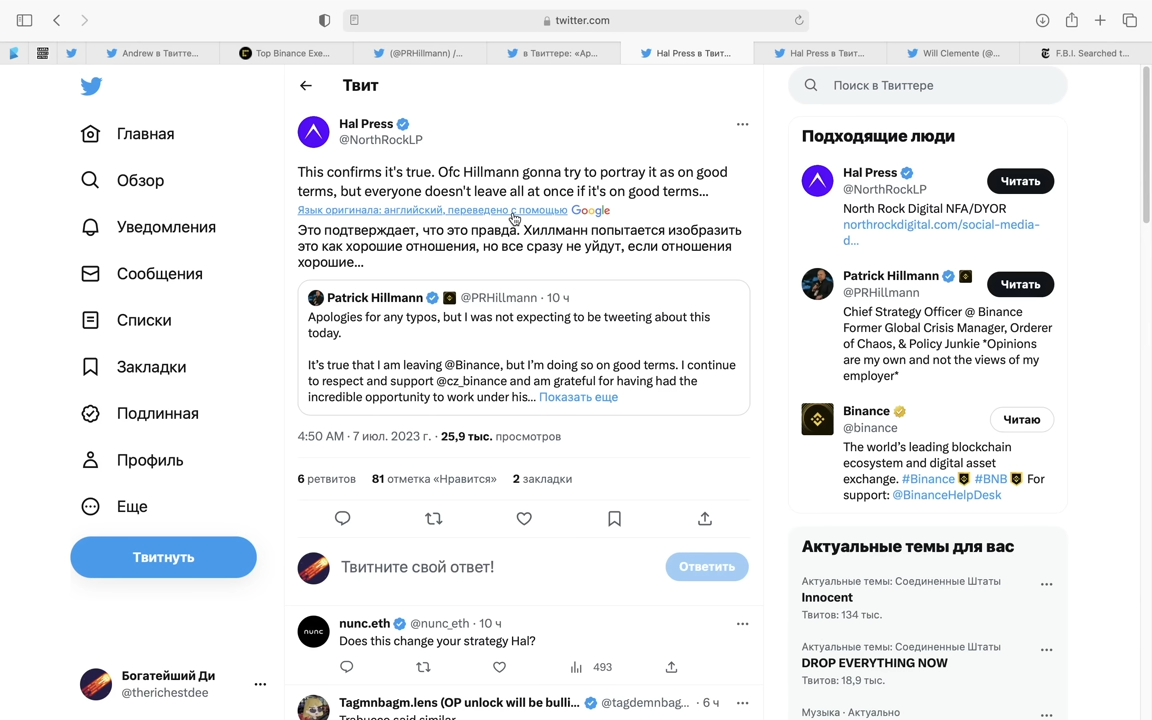 twitter.com
Andrew в Твитте...
Top Binance Exe...
(@PRHillmann) /...
в Твиттере: «Ap...
Hal Press в Твит...
Hal Press в Твит...
Will Clemente (@...
F.B.I. Searched t...
Главная
Обзор
Уведомления
Сообщения
Списки
Закладки
Подлинная
Профиль
Еще
Твитнуть
Богатейший Ди
@therichestdee
Твит
Hal Press
@NorthRockLP
This confirms it's true. Ofc Hillmann gonna try to portray it as on good
terms, but everyone doesn't leave all at once if it's on good terms...
Язык оригинала: английский, переведено с помощью Google
Это подтверждает, что это правда. Хиллманн попытается изобразить
это как хорошие отношения, но все сразу не уйдут, если отношения
хорошие...
Patrick Hillmann @PRHillmann · 10 ч
Apologies for any typos, but I was not expecting to be tweeting about this
today.
It's true that I am leaving @Binance, but I'm doing so on good terms. I continue
to respect and support @cz_binance and am grateful for having had the
incredible opportunity to work under his... Показать еще
4:50 AM · 7 июл. 2023 г. · 25,9 тыс. просмотров
6 ретвитов 81 отметка «Нравится» 2 закладки
Твитните свой ответ!
Ответить
nunc.eth @nunc_eth · 10 ч
Does this change your strategy Hal?
493
Tagmnbagm.lens (OP unlock will be bulli... @tagdemnbag... · 6 ч
Trabucco said similar
Поиск в Твиттере
Подходящие люди
Hal Press
@NorthRockLP
Читать
North Rock Digital NFA/DYOR
northrockdigital.com/social-media-
d...
Patrick Hillmann
@PRHillmann
Читать
Chief Strategy Officer @ Binance
Former Global Crisis Manager, Orderer
of Chaos, & Policy Junkie *Opinions
are my own and not the views of my
employer*
Binance
@binance
Читаю
The world's leading blockchain
ecosystem and digital asset
exchange. #Binance #BNB For
support: @BinanceHelpDesk
Актуальные темы для вас
Актуальные темы: Соединенные Штаты
Innocent
Твитов: 134 тыс.
Актуальные темы: Соединенные Штаты
DROP EVERYTHING NOW
Твитов: 18,9 тыс.
Музыка · Актуально